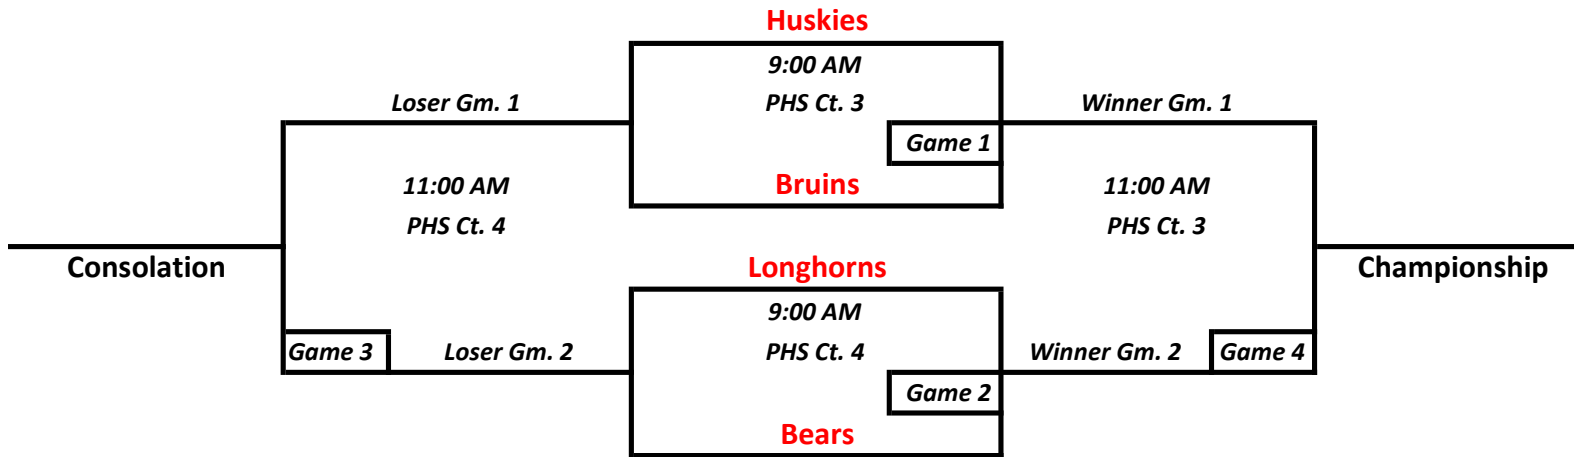 Huskies
9:00 AM
Loser Gm. 1
PHS Ct. 3
Winner Gm. 1
Game 1
11:00 AM
Bruins
11:00 AM
PHS Ct. 4
PHS Ct. 3
Consolation
Longhorns
Championship
9:00 AM
Game 3
Loser Gm. 2
PHS Ct. 4
Winner Gm. 2
Game 4
Game 2
Bears